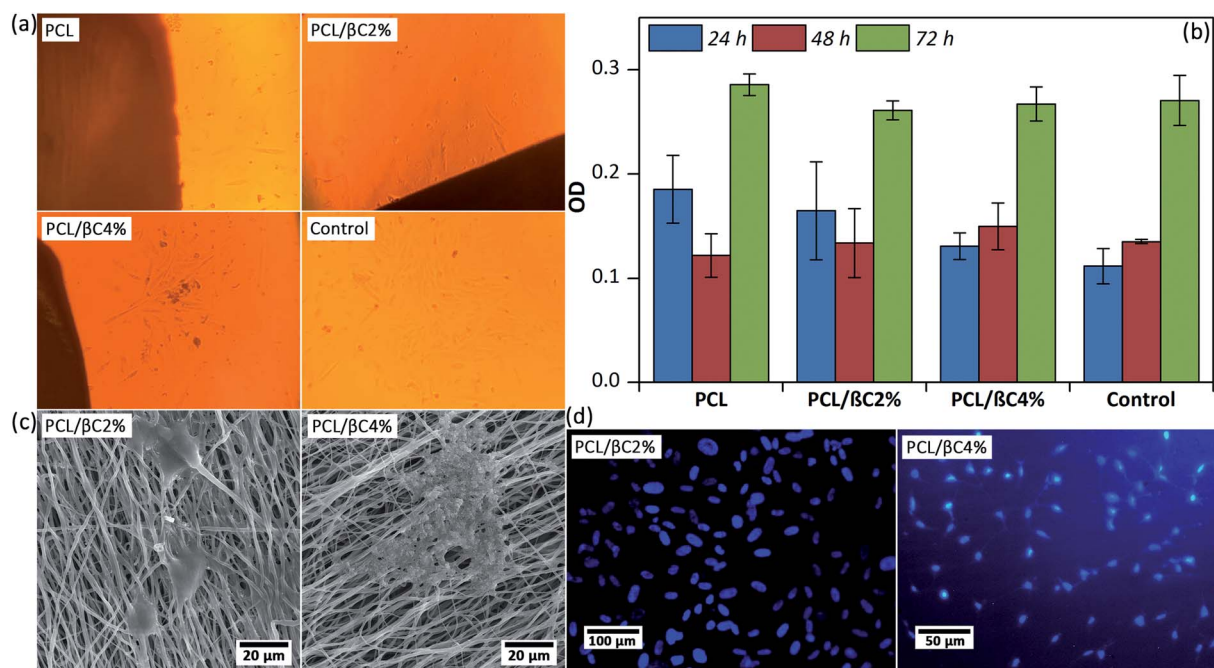 (a)
PCL
PCL/βC2%
PCL/βC4%
Control
(b)
24 h 48 h 72 h
OD
0.3
0.2
0.1
0.0
PCL PCL/ßC2% PCL/ßC4% Control
(c)
PCL/βC2%
20 µm
PCL/βC4%
20 µm
(d)
PCL/βC2%
100 µm
PCL/βC4%
50 µm